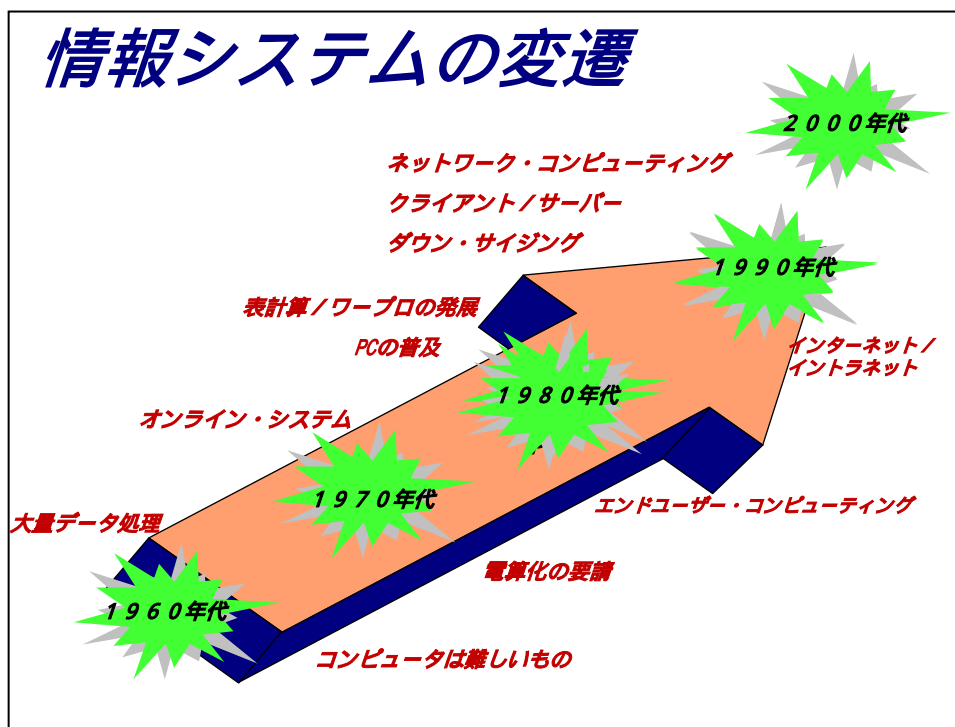 情報システムの変遷
２０００年代
ネットワーク・コンピューティング
クライアント／サーバー
ダウン・サイジング
１９９０年代
表計算／ワープロの発展
PCの普及
インターネット／
イントラネット
１９８０年代
オンライン・システム
１９７０年代
エンドユーザー・コンピューティング
大量データ処理
電算化の要請
１９６０年代
コンピュータは難しいもの